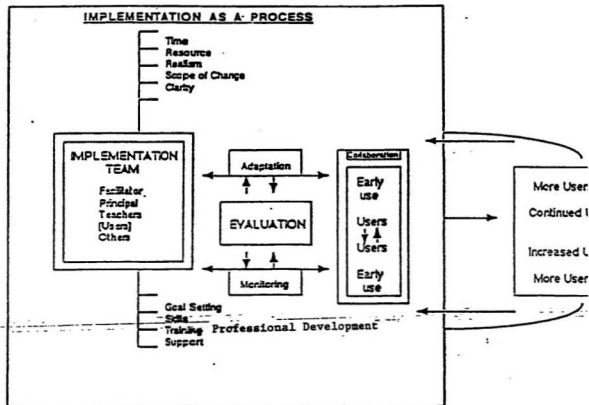 IMPLEMENTATION AS A PROCESS
Time
Resource
Realism
Scope of Change
Clarity
IMPLEMENTATION
TEAM
Facilitator
Principal
Teachers
[Users]
Others
Adaptation
EVALUATION
Monitoring
Collaboration
Early
use
Users
Users
Early
use
More User
Continued U
Increased U
More User
Goal Setting
Skills
Training
Support
Professional Development